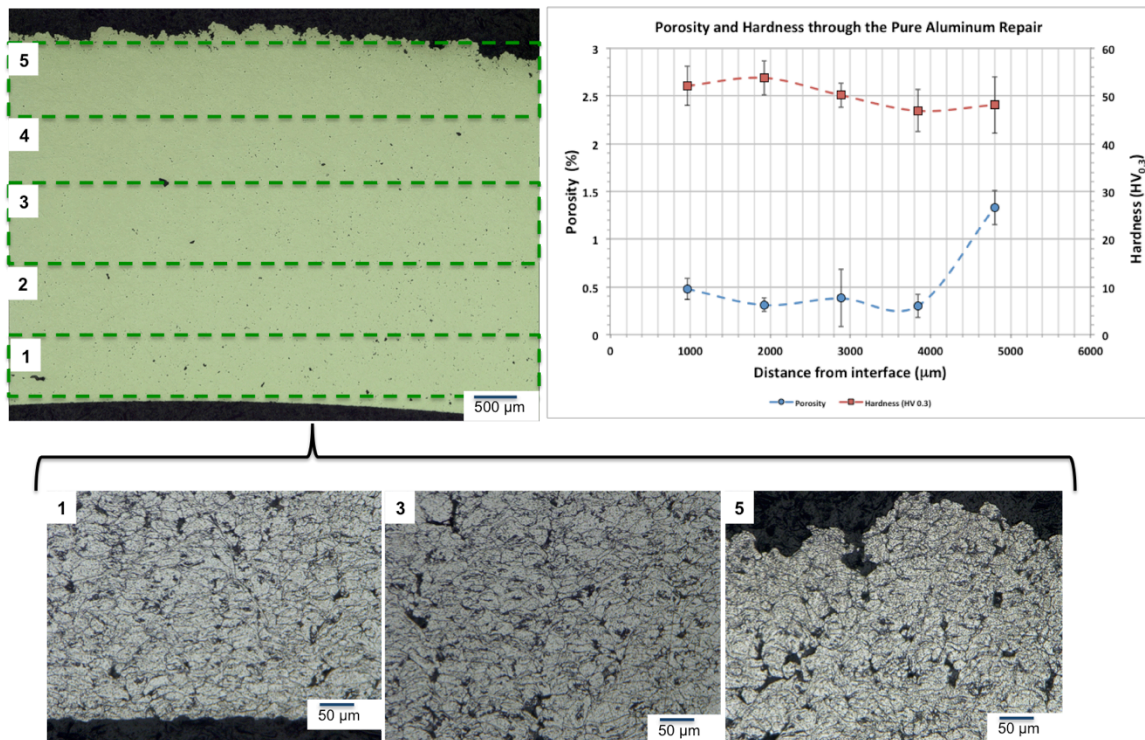 5
4
3
2
1
500 µm
Porosity and Hardness through the Pure Aluminum Repair
3
2.5
2
1.5
1
0.5
0
Porosity (%)
60
50
40
30
20
10
0
Hardness (HV0.3)
0 1000 2000 3000 4000 5000 6000
Distance from interface (µm)
Porosity Hardness (HV 0.3)
1
50 µm
3
50 µm
5
50 µm